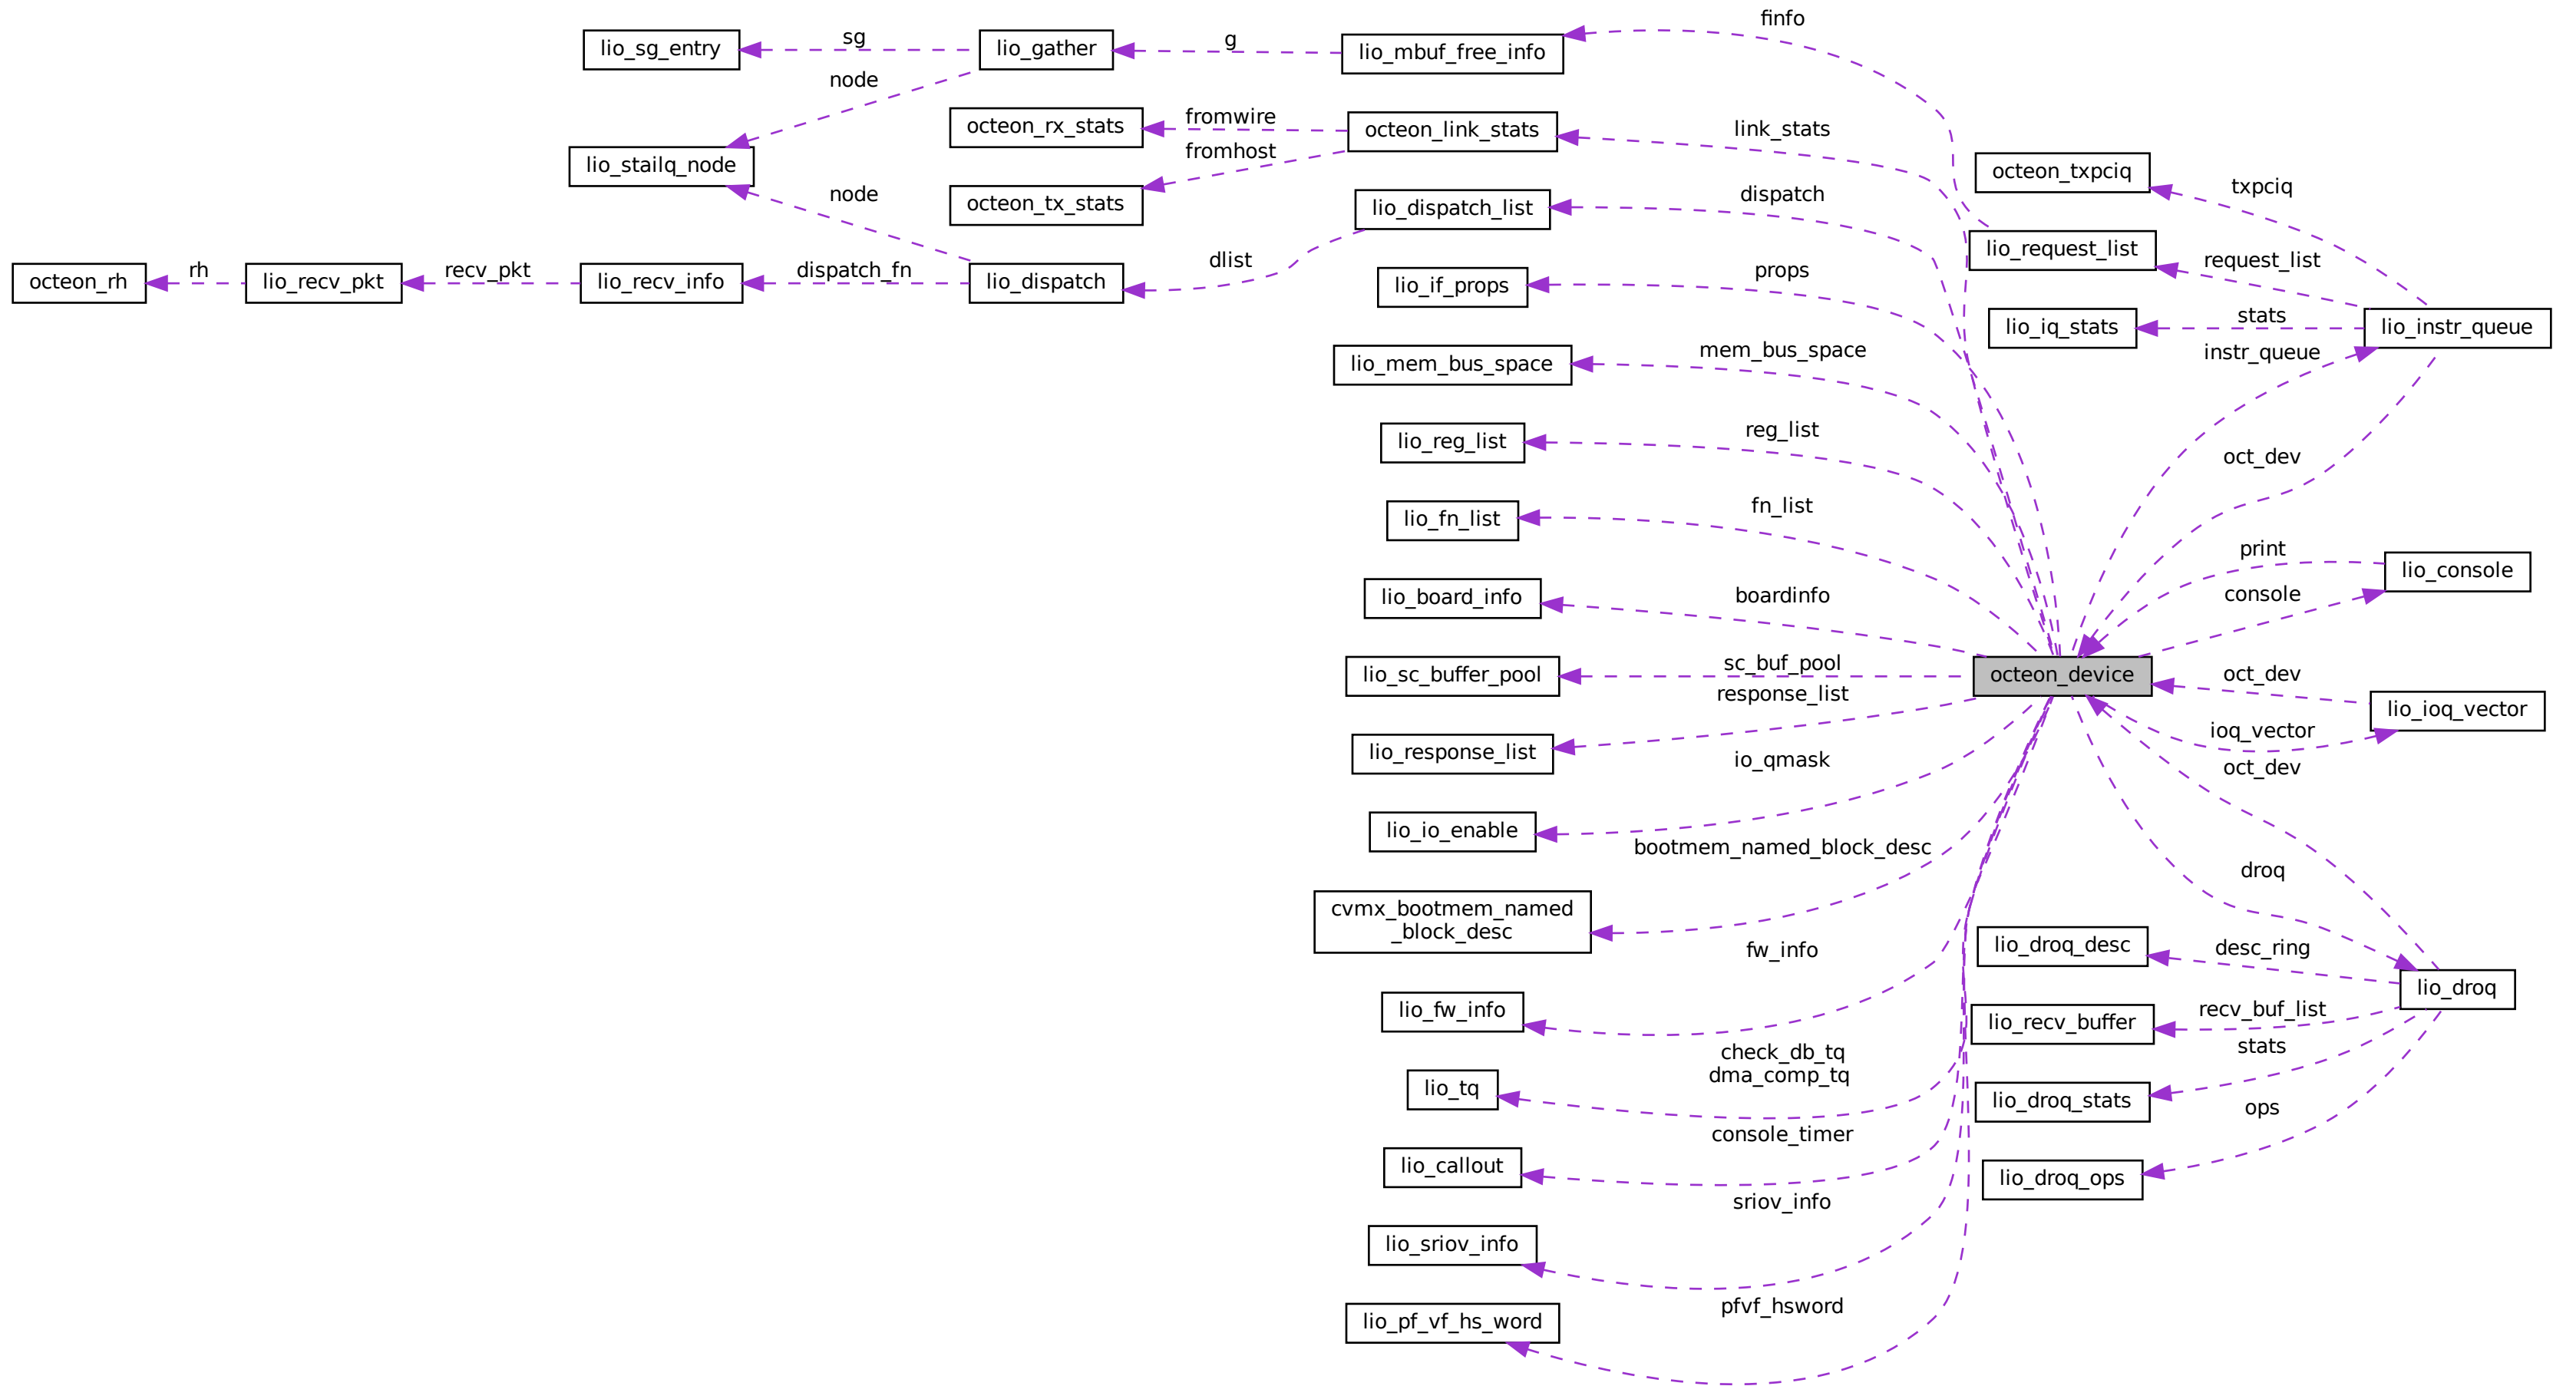 finfo
lio_sg_entry
sg
lio_gather
g
lio_mbuf_free_info
node
octeon_rx_stats
fromwire
octeon_link_stats
link_stats
fromhost
lio_stailq_node
octeon_txpciq
txpciq
node
octeon_tx_stats
lio_dispatch_list
dispatch
lio_request_list
request_list
octeon_rh
rh
lio_recv_pkt
recv_pkt
lio_recv_info
dispatch_fn
lio_dispatch
dlist
lio_if_props
props
lio_iq_stats
stats
lio_instr_queue
instr_queue
lio_mem_bus_space
mem_bus_space
lio_reg_list
reg_list
oct_dev
lio_fn_list
fn_list
print
lio_console
console
lio_board_info
boardinfo
lio_sc_buffer_pool
sc_buf_pool
octeon_device
oct_dev
response_list
lio_ioq_vector
ioq_vector
lio_response_list
io_qmask
oct_dev
lio_io_enable
bootmem_named_block_desc
droq
cvmx_bootmem_named
_block_desc
fw_info
lio_droq_desc
desc_ring
lio_droq
lio_fw_info
lio_recv_buffer
recv_buf_list
check_db_tq
dma_comp_tq
stats
lio_tq
lio_droq_stats
ops
console_timer
lio_callout
lio_droq_ops
sriov_info
lio_sriov_info
pfvf_hsword
lio_pf_vf_hs_word